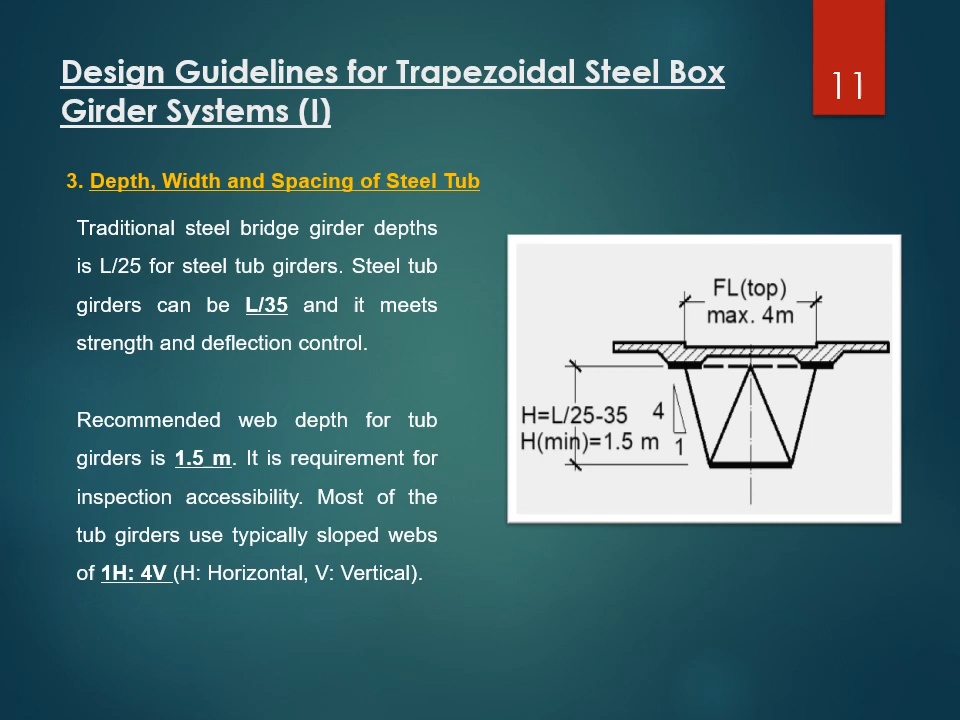 Design Guidelines for Trapezoidal Steel Box
Girder Systems (I)
11
3. Depth, Width and Spacing of Steel Tub
Traditional steel bridge girder depths
is L/25 for steel tub girders. Steel tub
girders can be L/35 and it meets
strength and deflection control.
Recommended web depth for tub
girders is 1.5 m. It is requirement for
inspection accessibility. Most of the
tub girders use typically sloped webs
of 1H: 4V (H: Horizontal, V: Vertical).
FL(top)
max. 4m
H=L/25-35
H(min)=1.5 m
4
1